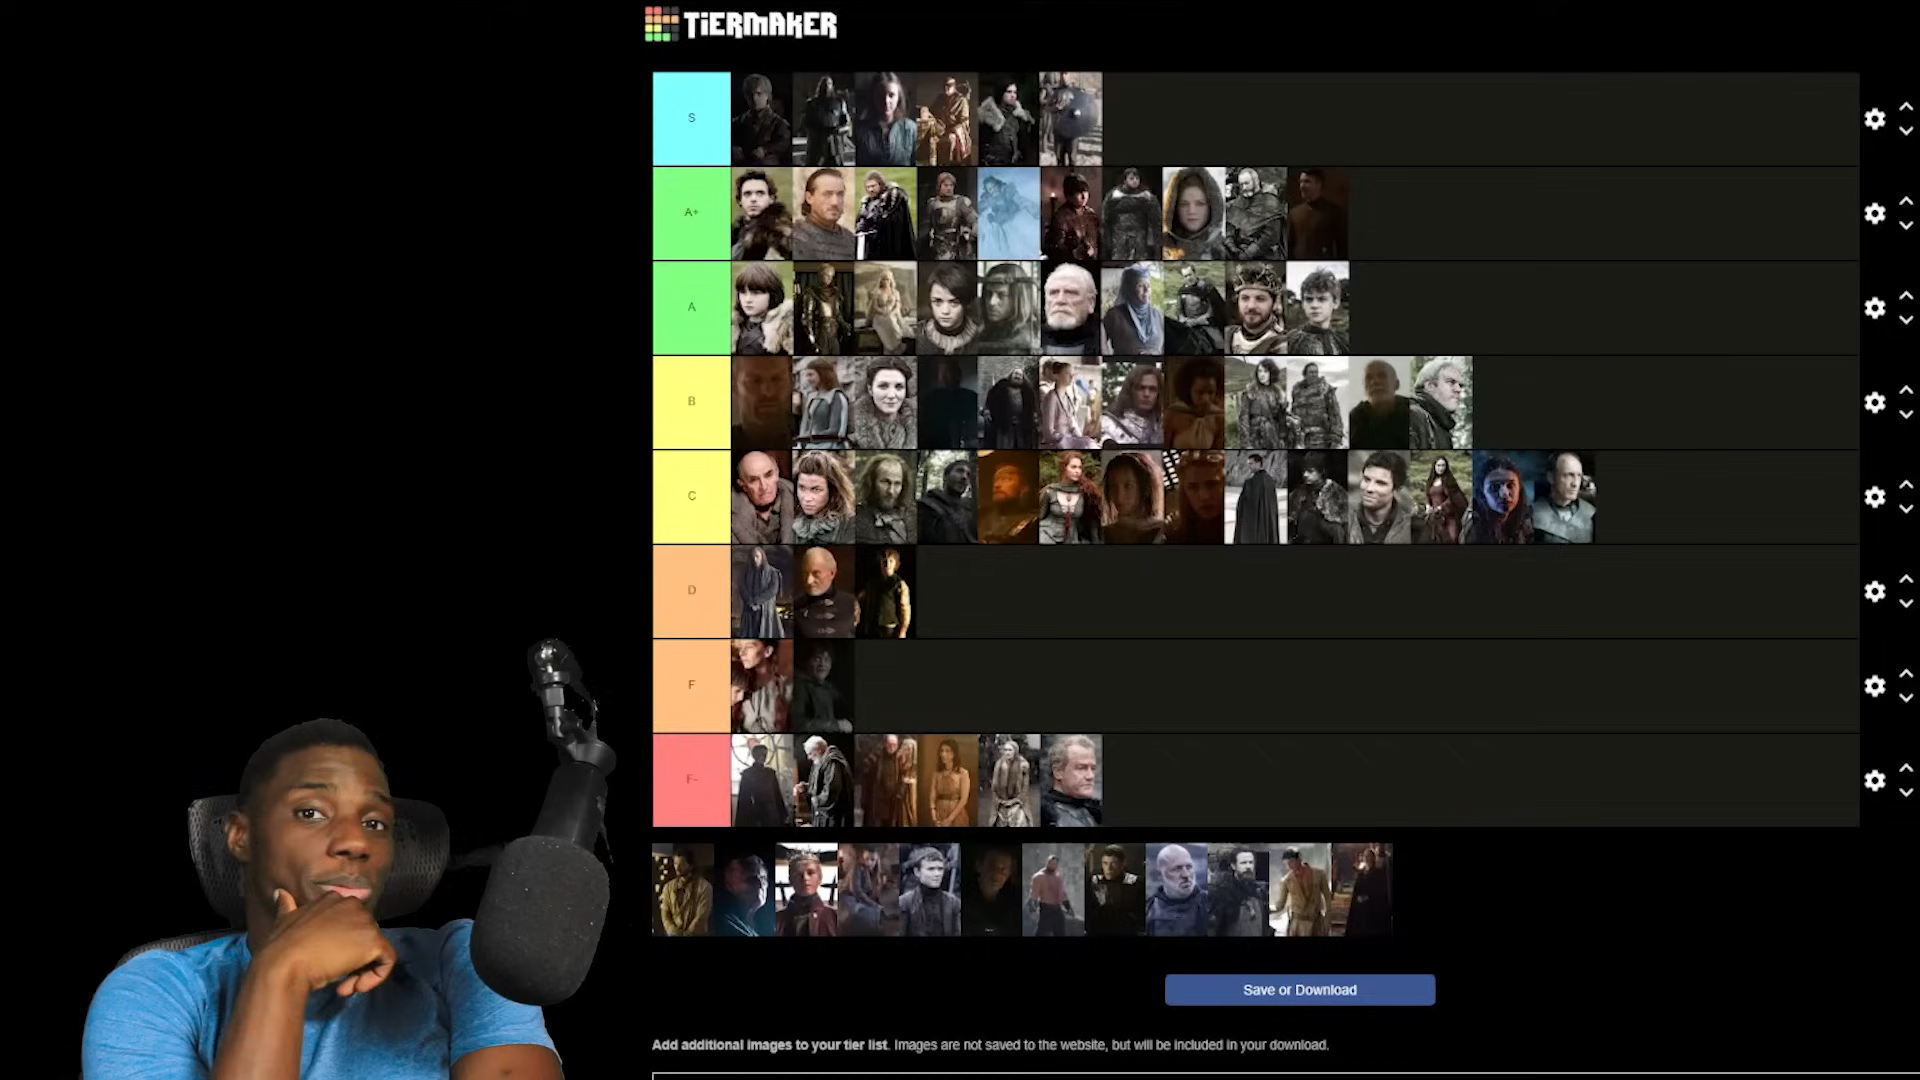 TiERMAKER
S
A+
A
B
C
D
F
F-
Save or Download
Add additional images to your tier list. Images are not saved to the website, but will be included in your download.